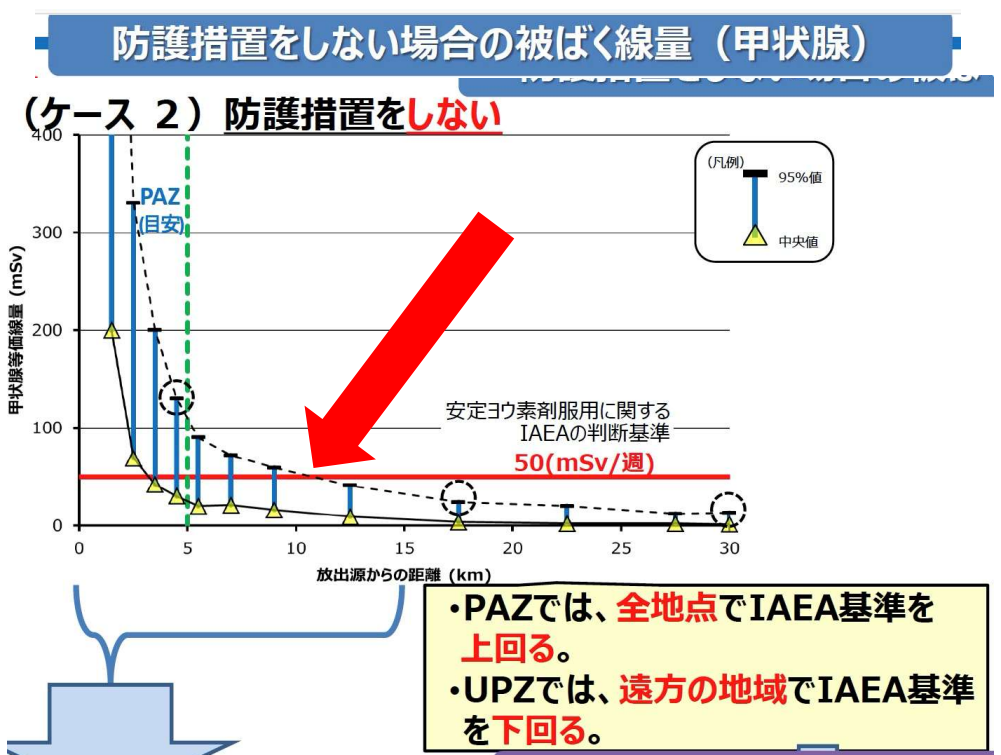 防護措置をしない場合の被ばく線量（甲状腺）
（ケース ２）防護措置をしない
400
300
200
100
0
甲状腺等価線量 (mSv)
PAZ
(目安)
(凡例)
95%値
中央値
安定ヨウ素剤服用に関する
IAEAの判断基準
50(mSv/週)
0
5
10
15
20
25
30
放出源からの距離 (km)
・PAZでは、全地点でIAEA基準を
上回る。
・UPZでは、遠方の地域でIAEA基準
を下回る。